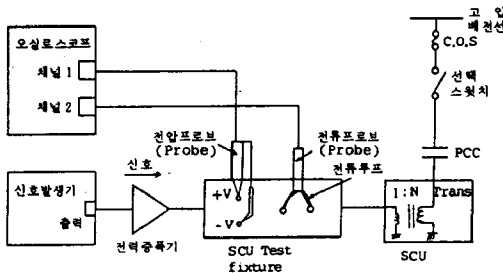 고 압
배전선
오실로스코프
C.O.S
채널 1
선택
스윗치
채널 2
전압프로브
(Probe)
전류프로브
(Probe)
PCC
신호
전류루프
신호발생기
+V
1:N Trans
출력
-V
전력증폭기
SCU Test
fixture
SCU